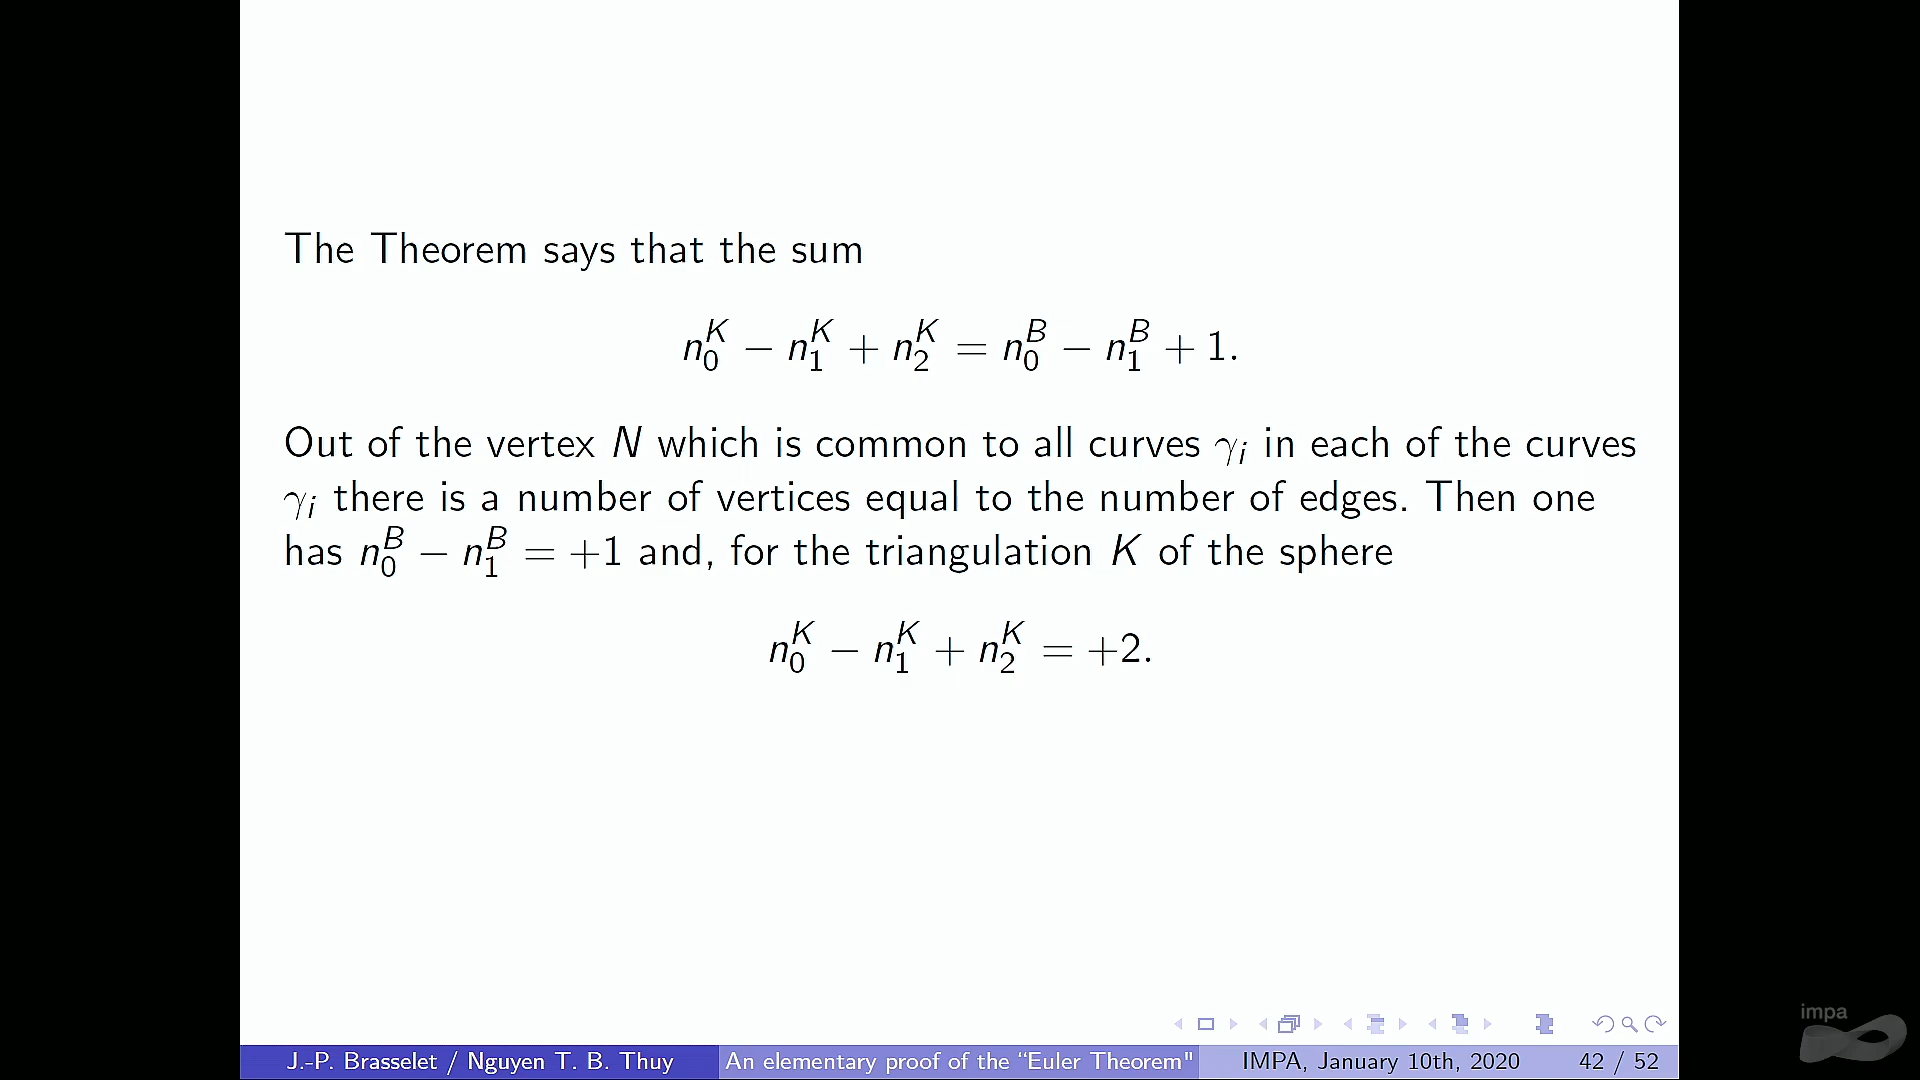 The Theorem says that the sum
n_0^K − n_1^K + n_2^K = n_0^B − n_1^B + 1.
Out of the vertex N which is common to all curves γ_i in each of the curves
γ_i there is a number of vertices equal to the number of edges. Then one
has n_0^B − n_1^B = +1 and, for the triangulation K of the sphere
n_0^K − n_1^K + n_2^K = +2.
J.-P. Brasselet / Nguyen T. B. Thuy An elementary proof of the “Euler Theorem" IMPA, January 10th, 2020 42 / 52
impa